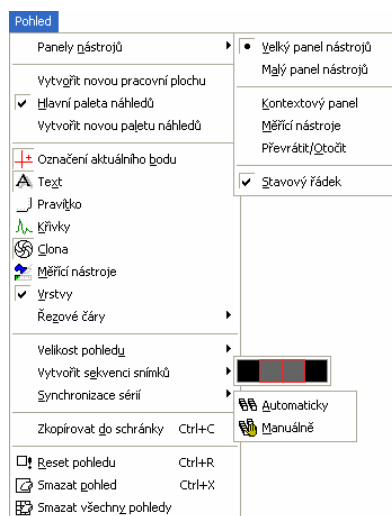 Pohled
Panely nástrojů
Vytvořit novou pracovní plochu
Hlavní paleta náhledů
Vytvořit novou paletu náhledů
Označení aktuálního bodu
Text
Pravítko
Křivky
Clona
Měřící nástroje
Vrstvy
Řezové čáry
Velikost pohledu
Vytvořit sekvenci snímků
Synchronizace sérií
Zkopírovat do schránky Ctrl+C
Reset pohledu Ctrl+R
Smazat pohled Ctrl+X
Smazat všechny pohledy
Velký panel nástrojů
Malý panel nástrojů
Kontextový panel
Měřící nástroje
Převrátit/Otočit
Stavový řádek
Automaticky
Manuálně